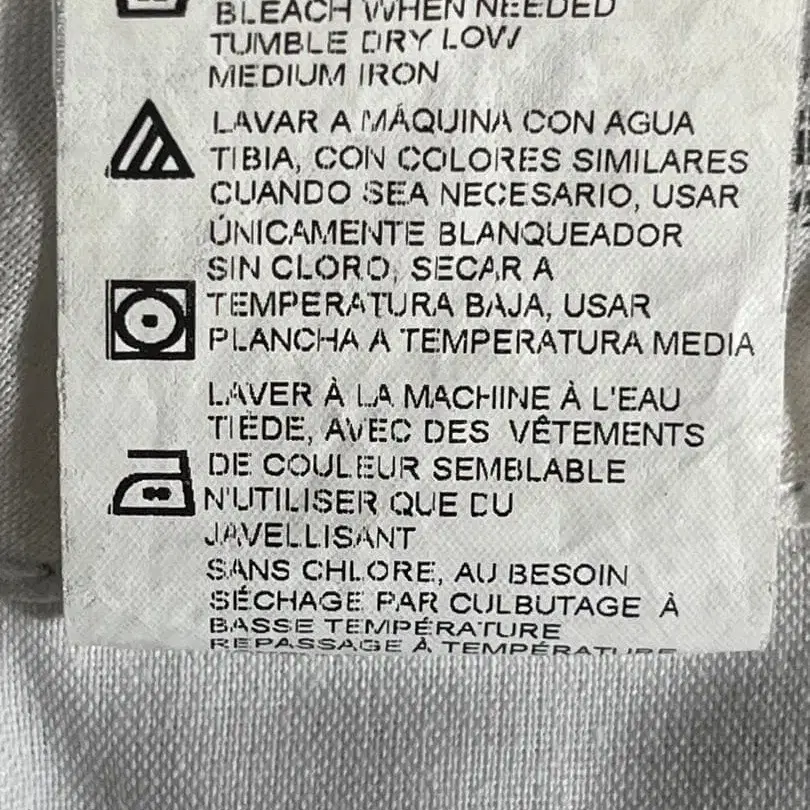 BLEACH WHEN NEEDED
TUMBLE DRY LOW
MEDIUM IRON
LAVAR A MÁQUINA CON AGUA
TIBIA, CON COLORES SIMILARES
CUANDO SEA NECESARIO, USAR
ÚNICAMENTE BLANQUEADOR
SIN CLORO, SECAR A
TEMPERATURA BAJA, USAR
PLANCHA A TEMPERATURA MEDIA
LAVER À LA MACHINE À L'EAU
TIÈDE, AVEC DES VÊTEMENTS
DE COULEUR SEMBLABLE
N'UTILISER QUE DU
JAVELLISANT
SANS CHLORE, AU BESOIN
SÉCHAGE PAR CULBUTAGE À
BASSE TEMPÉRATURE
REPASSAGE À TEMPÉRATURE